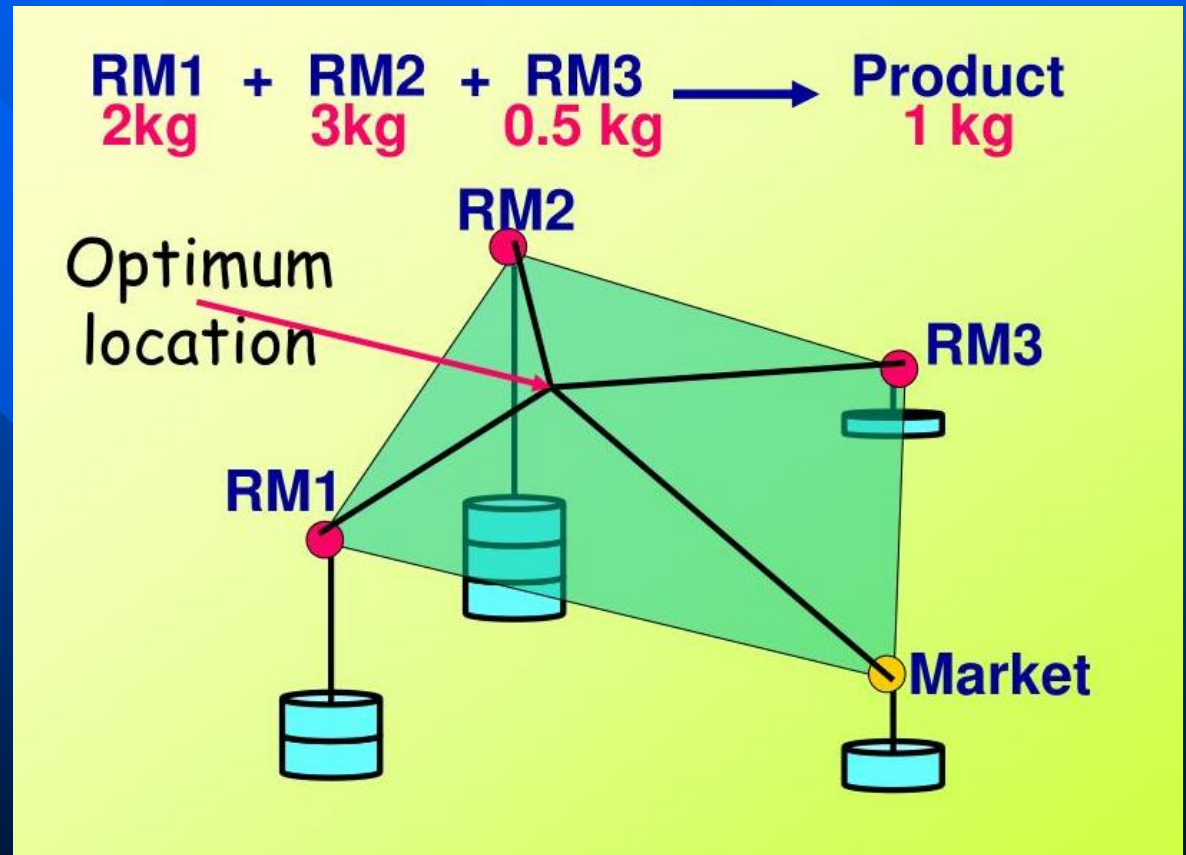 RM1 + RM2 + RM3 Product
2kg 3kg 0.5 kg 1 kg
RM2
Optimum
location
RM3
RM1
Market